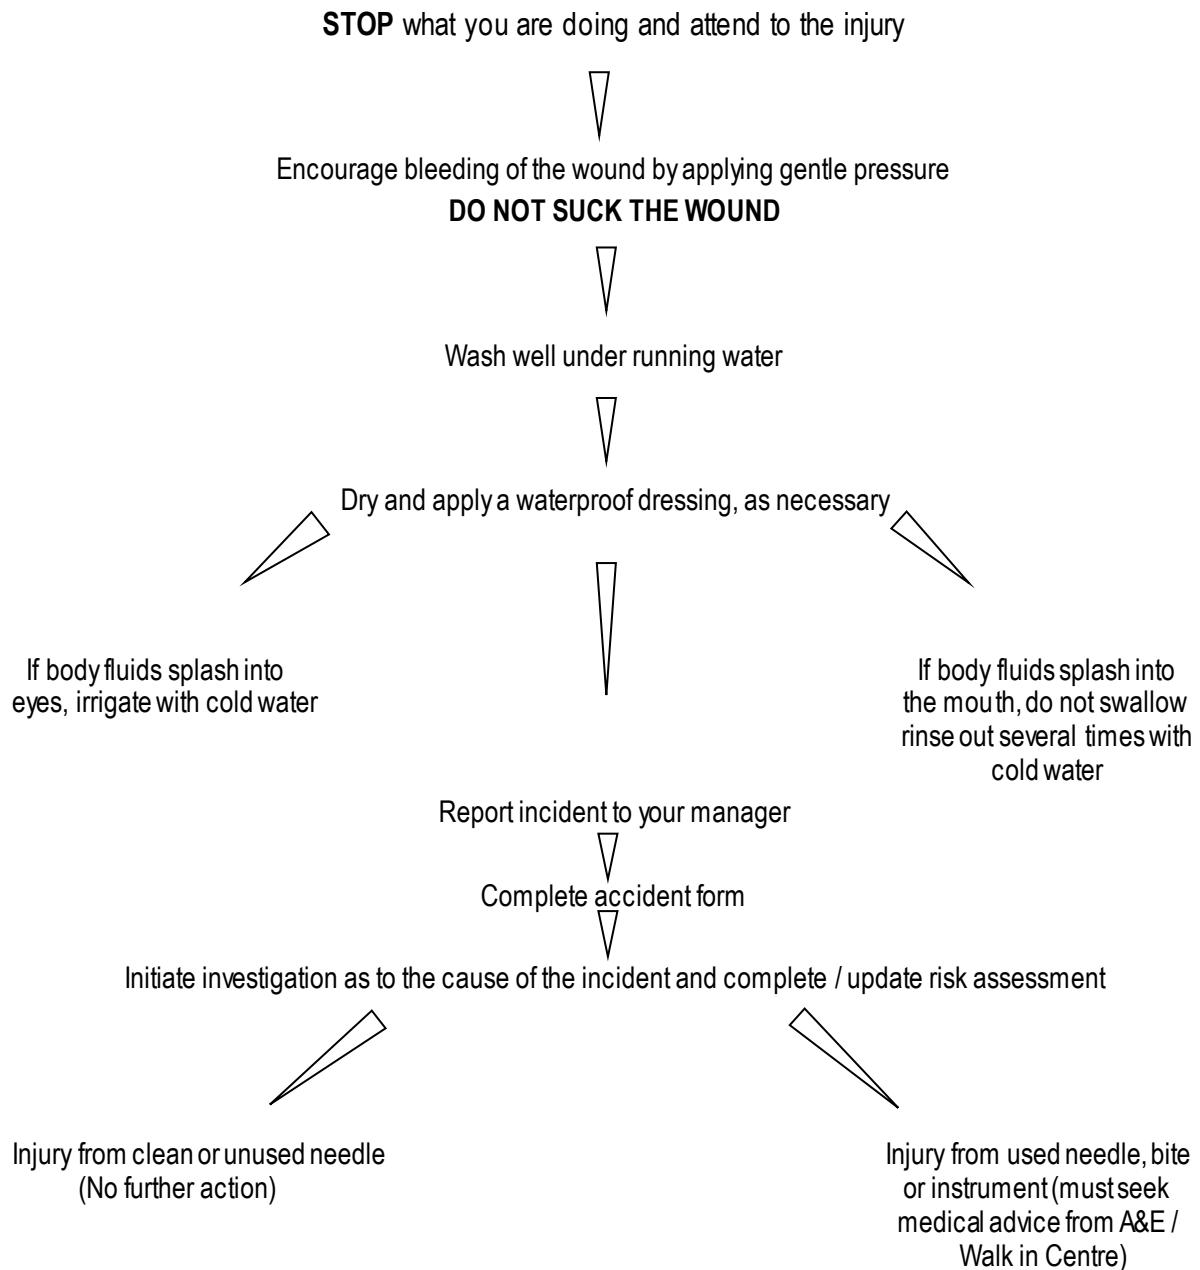 STOP what you are doing and attend to the injury
Encourage bleeding of the wound by applying gentle pressure
DO NOT SUCK THE WOUND
Wash well under running water
Dry and apply a waterproof dressing, as necessary
If body fluids splash into
eyes, irrigate with cold water
If body fluids splash into
the mouth, do not swallow
rinse out several times with
cold water
Report incident to your manager
Complete accident form
Initiate investigation as to the cause of the incident and complete / update risk assessment
Injury from clean or unused needle
(No further action)
Injury from used needle, bite
or instrument (must seek
medical advice from A&E /
Walk in Centre)